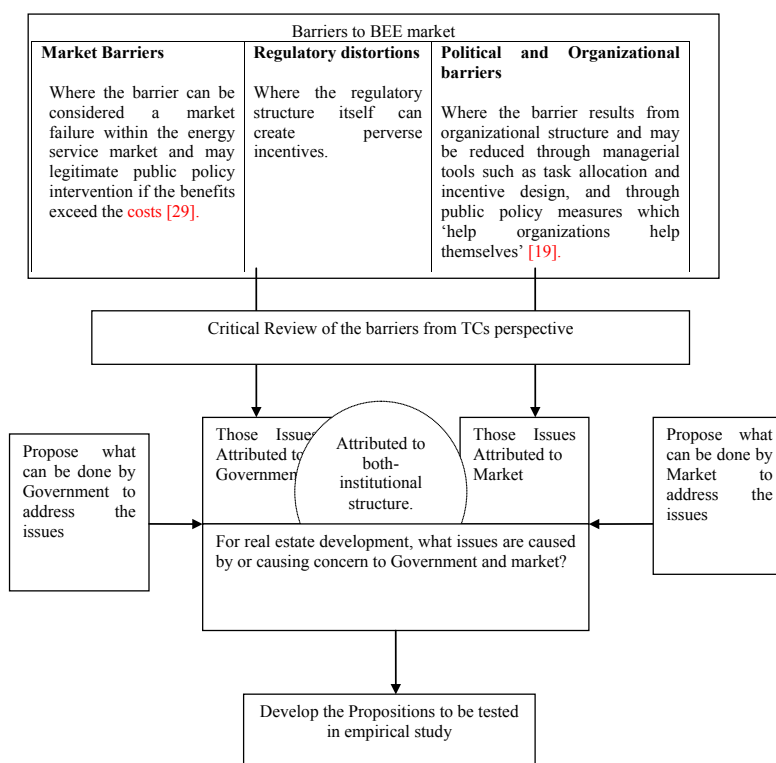 Barriers to BEE market
Market Barriers
Where the barrier can be
considered a market
failure within the energy
service market and may
legitimate public policy
intervention if the benefits
exceed the costs [29].
Regulatory distortions
Where the regulatory
structure itself can
create perverse
incentives.
Political and Organizational
barriers
Where the barrier results from
organizational structure and may
be reduced through managerial
tools such as task allocation and
incentive design, and through
public policy measures which
‘help organizations help
themselves’ [19].
Critical Review of the barriers from TCs perspective
Propose what
can be done by
Government to
address the
issues
Those Issues
Attributed to
Government
Attributed to
both-
institutional
structure.
Those Issues
Attributed to
Market
Propose what
can be done by
Market to
address the
issues
For real estate development, what issues are caused
by or causing concern to Government and market?
Develop the Propositions to be tested
in empirical study